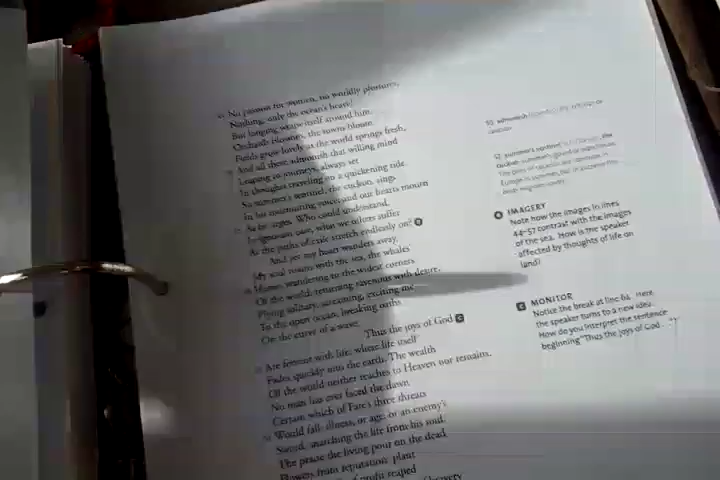 No passion for women, no worldly pleasures,
Nothing, only the ocean's heave;
But longing wraps itself around him.
Orchards blossom, the towns bloom,
Fields grow lovely as the world springs fresh,
And all these admonish that willing mind
Leaping to journeys, always set
In thoughts traveling on a quickening tide.
So summer's sentinel, the cuckoo, sings
In his murmuring voice, and our hearts mourn
As he urges. Who could understand,
In ignorant ease, what we others suffer
As the paths of exile stretch endlessly on?
And yet my heart wanders away,
My soul roams with the sea, the whales'
Home, wandering to the widest corners
Of the world, returning ravenous with desire,
Flying solitary, screaming, exciting me
To the open ocean, breaking oaths
On the curve of a wave.
Thus the joys of God C
Are fervent with life, where life itself
Fades quickly into the earth. The wealth
Of the world neither reaches to Heaven nor remains.
No man has ever faced the dawn
Certain which of Fate's three threats
Would fall: illness, or age, or an enemy's
Sword, snatching the life from his soul.
The praise the living pour on the dead
Flowers from reputation: plant
profit reaped
50 admonish
caution
52 summer's sentinel
IMAGERY
Note how the images in lines
44–57 contrast with the images
of the sea. How is the speaker
affected by thoughts of life on
land?
C MONITOR
Notice the break at line 64. Here
the speaker turns to a new idea.
How do you interpret the sentence
beginning "Thus the joys of God